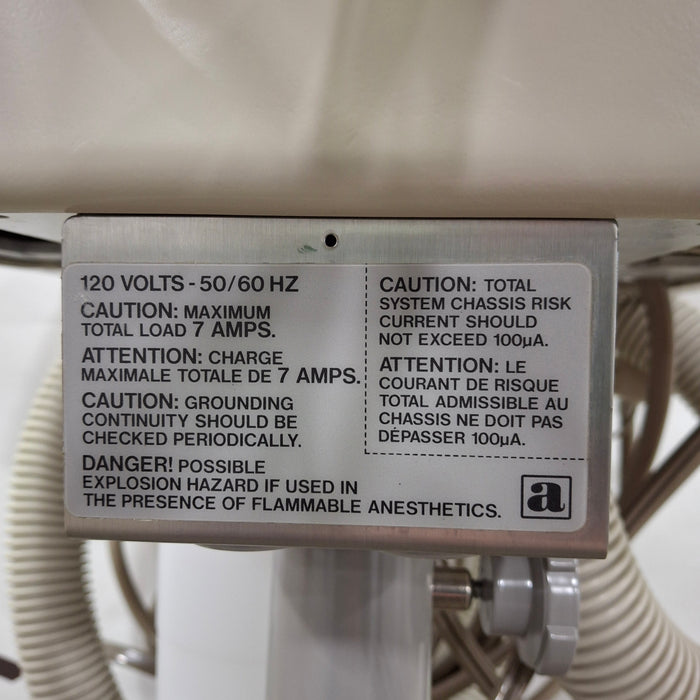 120 VOLTS - 50/60 HZ
CAUTION: MAXIMUM
TOTAL LOAD 7 AMPS.
ATTENTION: CHARGE
MAXIMALE TOTALE DE 7 AMPS.
CAUTION: GROUNDING
CONTINUITY SHOULD BE
CHECKED PERIODICALLY.
DANGER! POSSIBLE
EXPLOSION HAZARD IF USED IN
THE PRESENCE OF FLAMMABLE ANESTHETICS.
CAUTION: TOTAL
SYSTEM CHASSIS RISK
CURRENT SHOULD
NOT EXCEED 100µA.
ATTENTION: LE
COURANT DE RISQUE
TOTAL ADMISSIBLE AU
CHASSIS NE DOIT PAS
DÉPASSER 100µA.
a